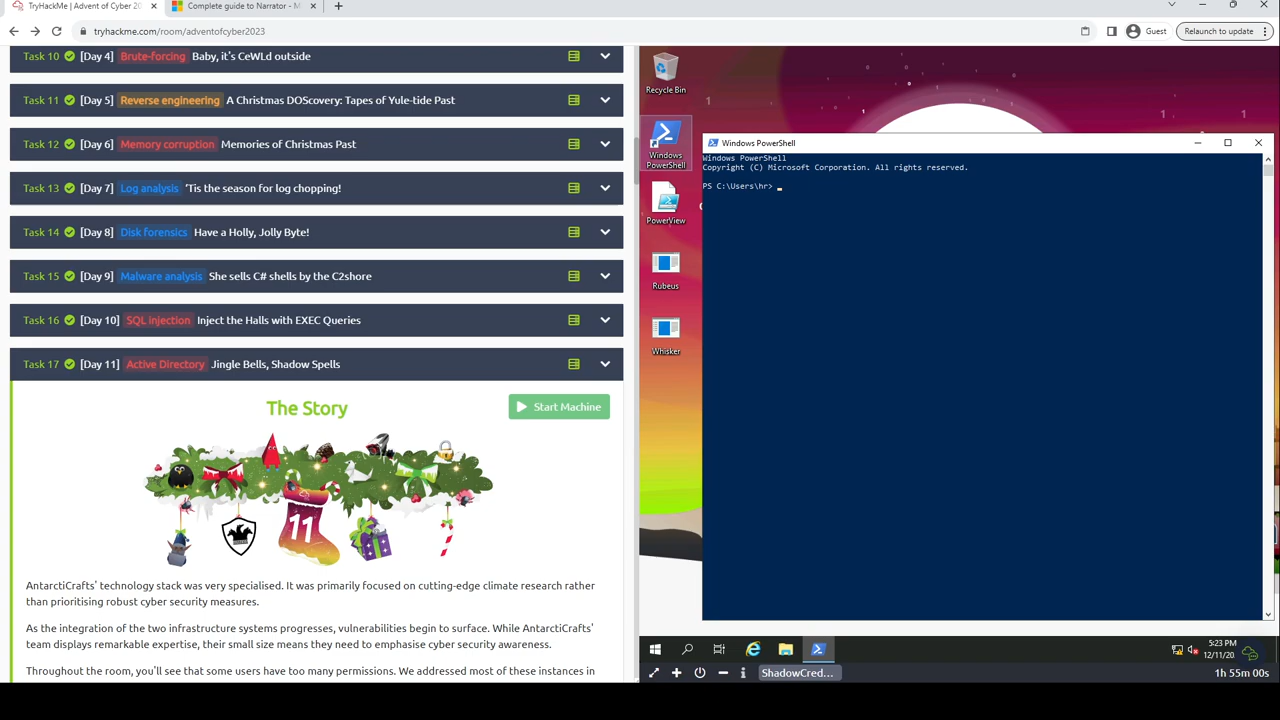 TryHackMe | Advent of Cyber 20
Complete guide to Narrator - M
tryhackme.com/room/adventofcyber2023
Guest
Relaunch to update
Task 10 [Day 4] Brute-forcing Baby, it's CeWLd outside
Task 11 [Day 5] Reverse engineering A Christmas DOScovery: Tapes of Yule-tide Past
Task 12 [Day 6] Memory corruption Memories of Christmas Past
Task 13 [Day 7] Log analysis 'Tis the season for log chopping!
Task 14 [Day 8] Disk forensics Have a Holly, Jolly Byte!
Task 15 [Day 9] Malware analysis She sells C# shells by the C2shore
Task 16 [Day 10] SQL injection Inject the Halls with EXEC Queries
Task 17 [Day 11] Active Directory Jingle Bells, Shadow Spells
The Story
Start Machine
11
AntarctiCrafts' technology stack was very specialised. It was primarily focused on cutting-edge climate research rather
than prioritising robust cyber security measures.
As the integration of the two infrastructure systems progresses, vulnerabilities begin to surface. While AntarctiCrafts'
team displays remarkable expertise, their small size means they need to emphasise cyber security awareness.
Throughout the room, you'll see that some users have too many permissions. We addressed most of these instances in
Recycle Bin
Windows
PowerShell
PowerView
Rubeus
Whisker
Windows PowerShell
Windows PowerShell
Copyright (C) Microsoft Corporation. All rights reserved.
PS C:\Users\hr>
5:23 PM
12/11/20
ShadowCred...
1h 55m 00s